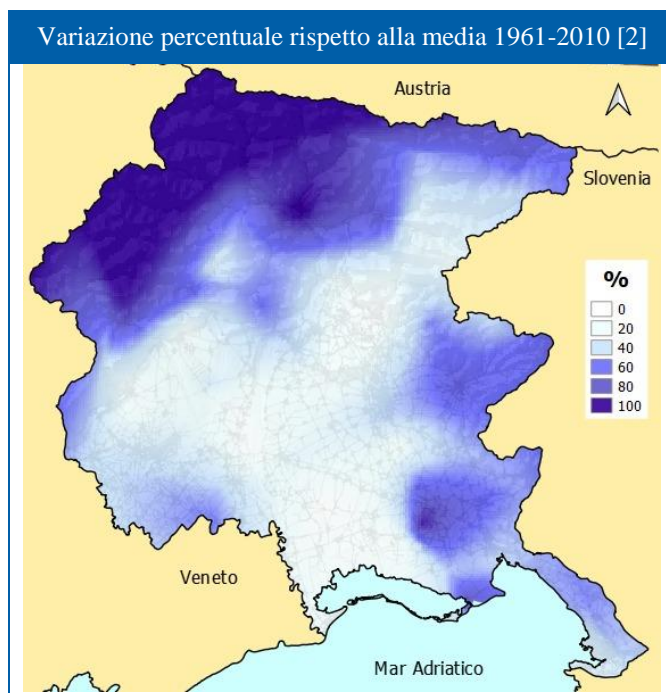 Variazione percentuale rispetto alla media 1961-2010 [2]
Austria
Slovenia
%
0
20
40
60
80
100
Veneto
Mar Adriatico